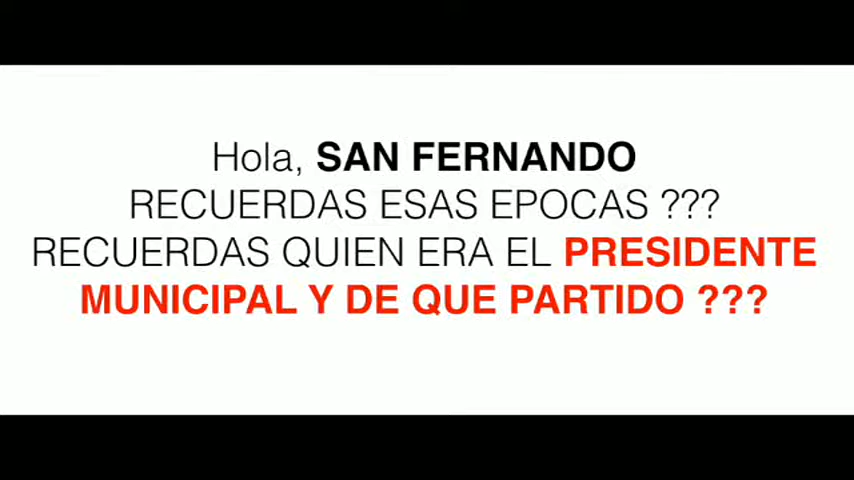 Hola, SAN FERNANDO
RECUERDAS ESAS EPOCAS ???
RECUERDAS QUIEN ERA EL PRESIDENTE
MUNICIPAL Y DE QUE PARTIDO ???